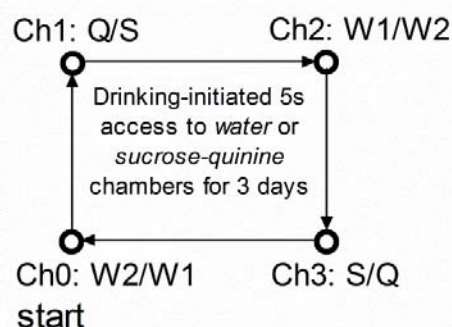 Ch1: Q/S
Ch2: W1/W2
Drinking-initiated 5s
access to water or
sucrose-quinine
chambers for 3 days
Ch0: W2/W1
Ch3: S/Q
start